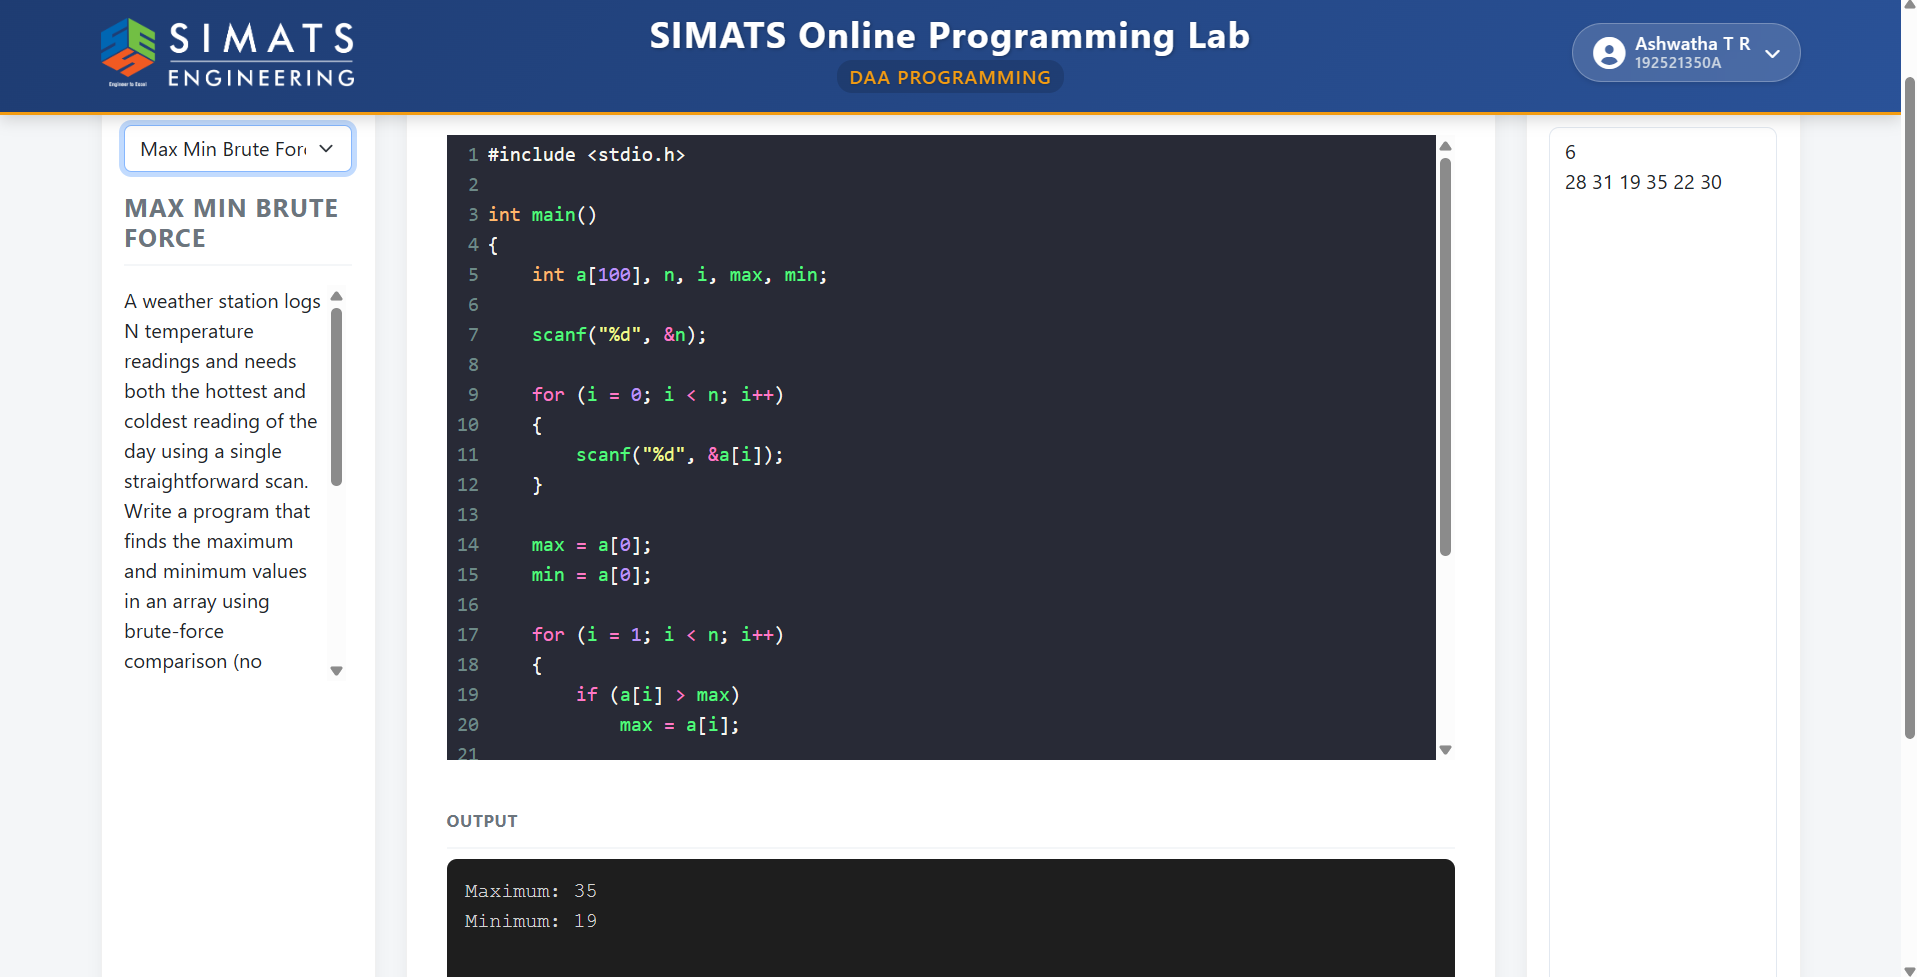 SIMATS
ENGINEERING
Engineer to Excel
SIMATS Online Programming Lab
DAA PROGRAMMING
Ashwatha T R
192521350A
Max Min Brute For
MAX MIN BRUTE
FORCE
A weather station logs
N temperature
readings and needs
both the hottest and
coldest reading of the
day using a single
straightforward scan.
Write a program that
finds the maximum
and minimum values
in an array using
brute-force
comparison (no
1 #include <stdio.h>
2
3 int main()
4 {
5     int a[100], n, i, max, min;
6
7     scanf("%d", &n);
8
9     for (i = 0; i < n; i++)
10     {
11         scanf("%d", &a[i]);
12     }
13
14     max = a[0];
15     min = a[0];
16
17     for (i = 1; i < n; i++)
18     {
19         if (a[i] > max)
20             max = a[i];
21
OUTPUT
Maximum: 35
Minimum: 19
6
28 31 19 35 22 30